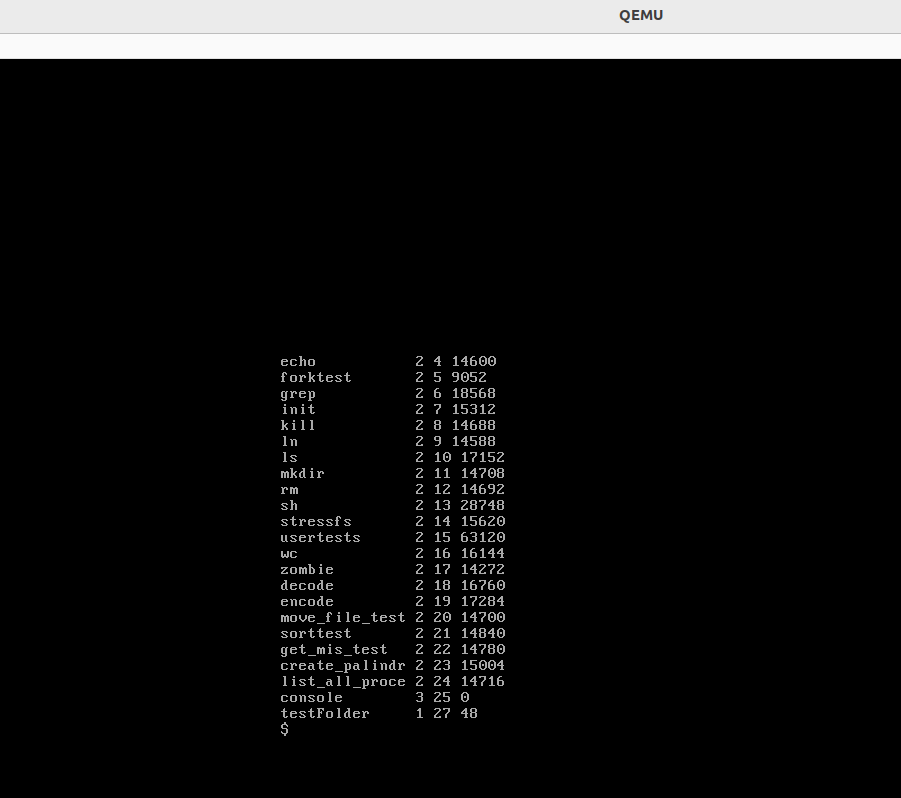 QEMU
echo 2 4 14600
forktest 2 5 9052
grep 2 6 18568
init 2 7 15312
kill 2 8 14688
ln 2 9 14588
ls 2 10 17152
mkdir 2 11 14708
rm 2 12 14692
sh 2 13 28748
stressfs 2 14 15620
usertests 2 15 63120
wc 2 16 16144
zombie 2 17 14272
decode 2 18 16760
encode 2 19 17284
move_file_test 2 20 14700
sorttest 2 21 14840
get_mis_test 2 22 14780
create_palindr 2 23 15004
list_all_proce 2 24 14716
console 3 25 0
testFolder 1 27 48
$